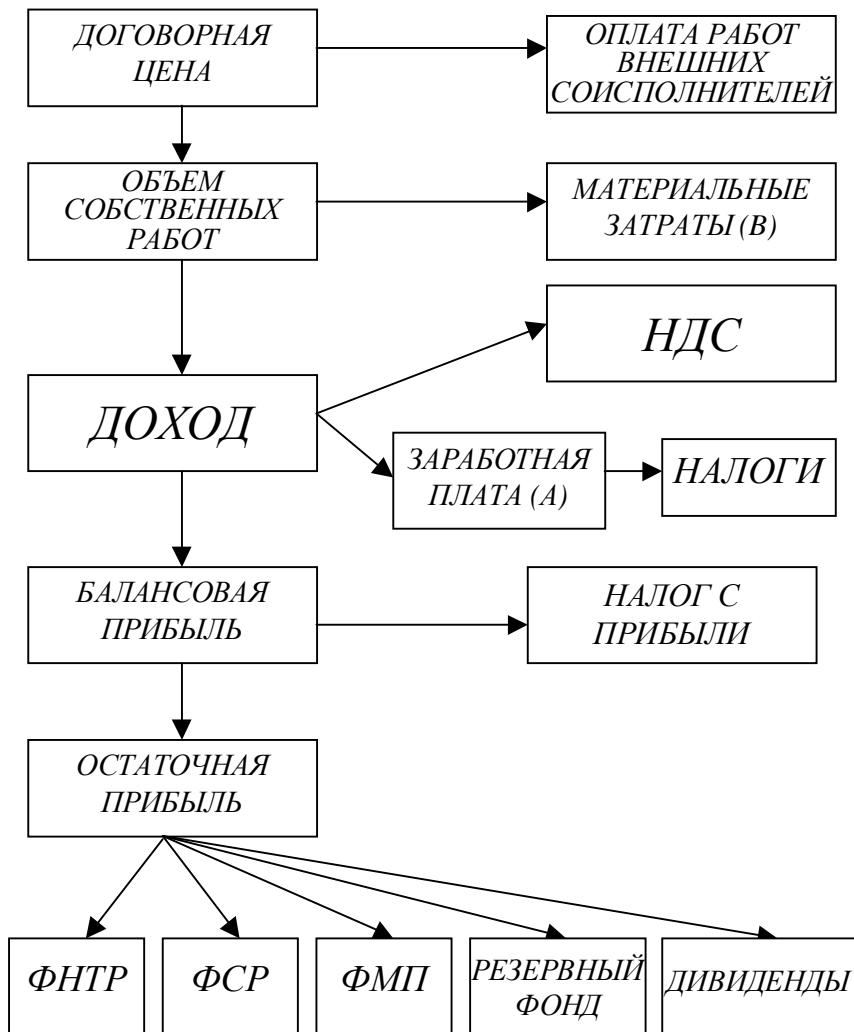 ДОГОВОРНАЯ
ЦЕНА
ОПЛАТА РАБОТ
ВНЕШНИХ
СОИСПОЛНИТЕЛЕЙ
ОБЪЕМ
СОБСТВЕННЫХ
РАБОТ
МАТЕРИАЛЬНЫЕ
ЗАТРАТЫ (В)
НДС
ДОХОД
ЗАРАБОТНАЯ
ПЛАТА (А)
НАЛОГИ
БАЛАНСОВАЯ
ПРИБЫЛЬ
НАЛОГ С
ПРИБЫЛИ
ОСТАТОЧНАЯ
ПРИБЫЛЬ
ФНТР
ФСР
ФМП
РЕЗЕРВНЫЙ
ФОНД
ДИВИДЕНДЫ